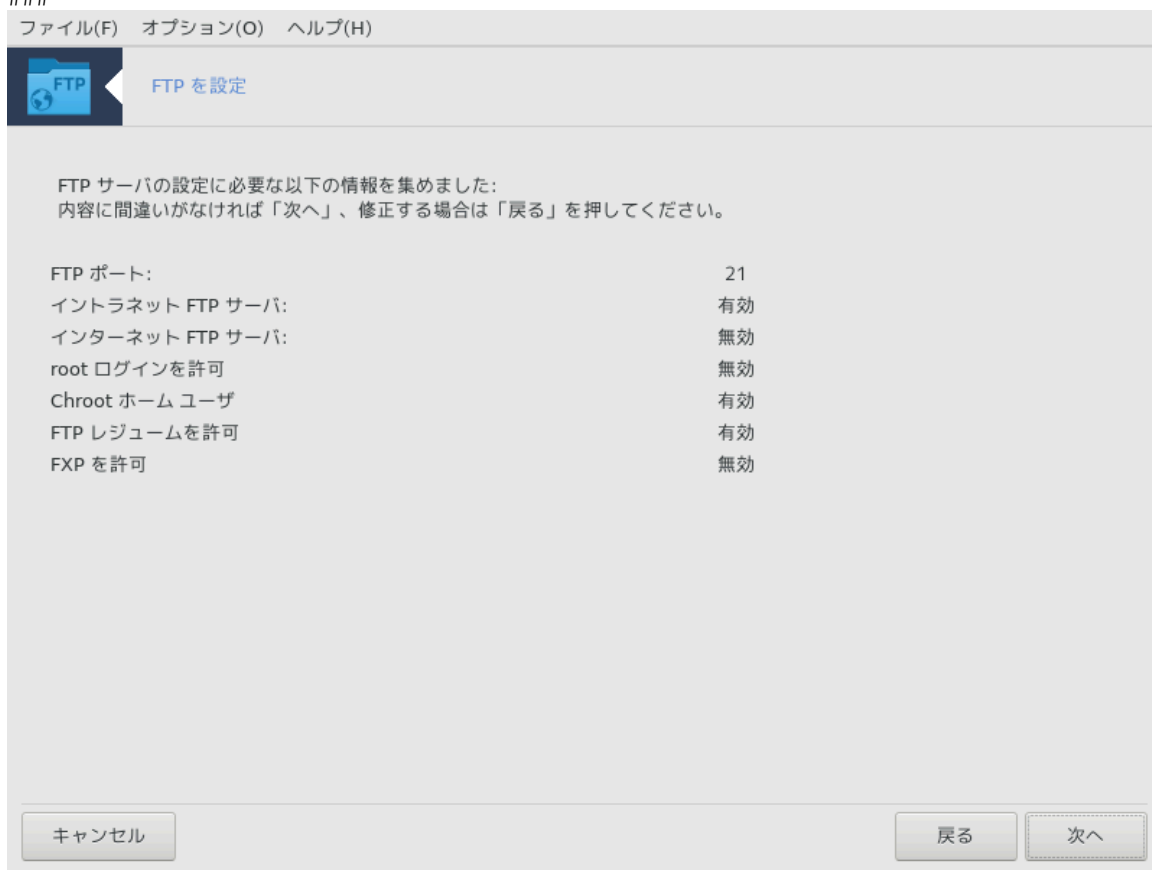 ファイル(F) オプション(O) ヘルプ(H)
FTP
FTP を設定
FTP サーバの設定に必要な以下の情報を集めました:
内容に間違いがなければ「次へ」、修正する場合は「戻る」を押してください。
FTP ポート: 21
イントラネット FTP サーバ: 有効
インターネット FTP サーバ: 無効
root ログインを許可 無効
Chroot ホーム ユーザ 有効
FTP レジュームを許可 有効
FXP を許可 無効
キャンセル 戻る 次へ